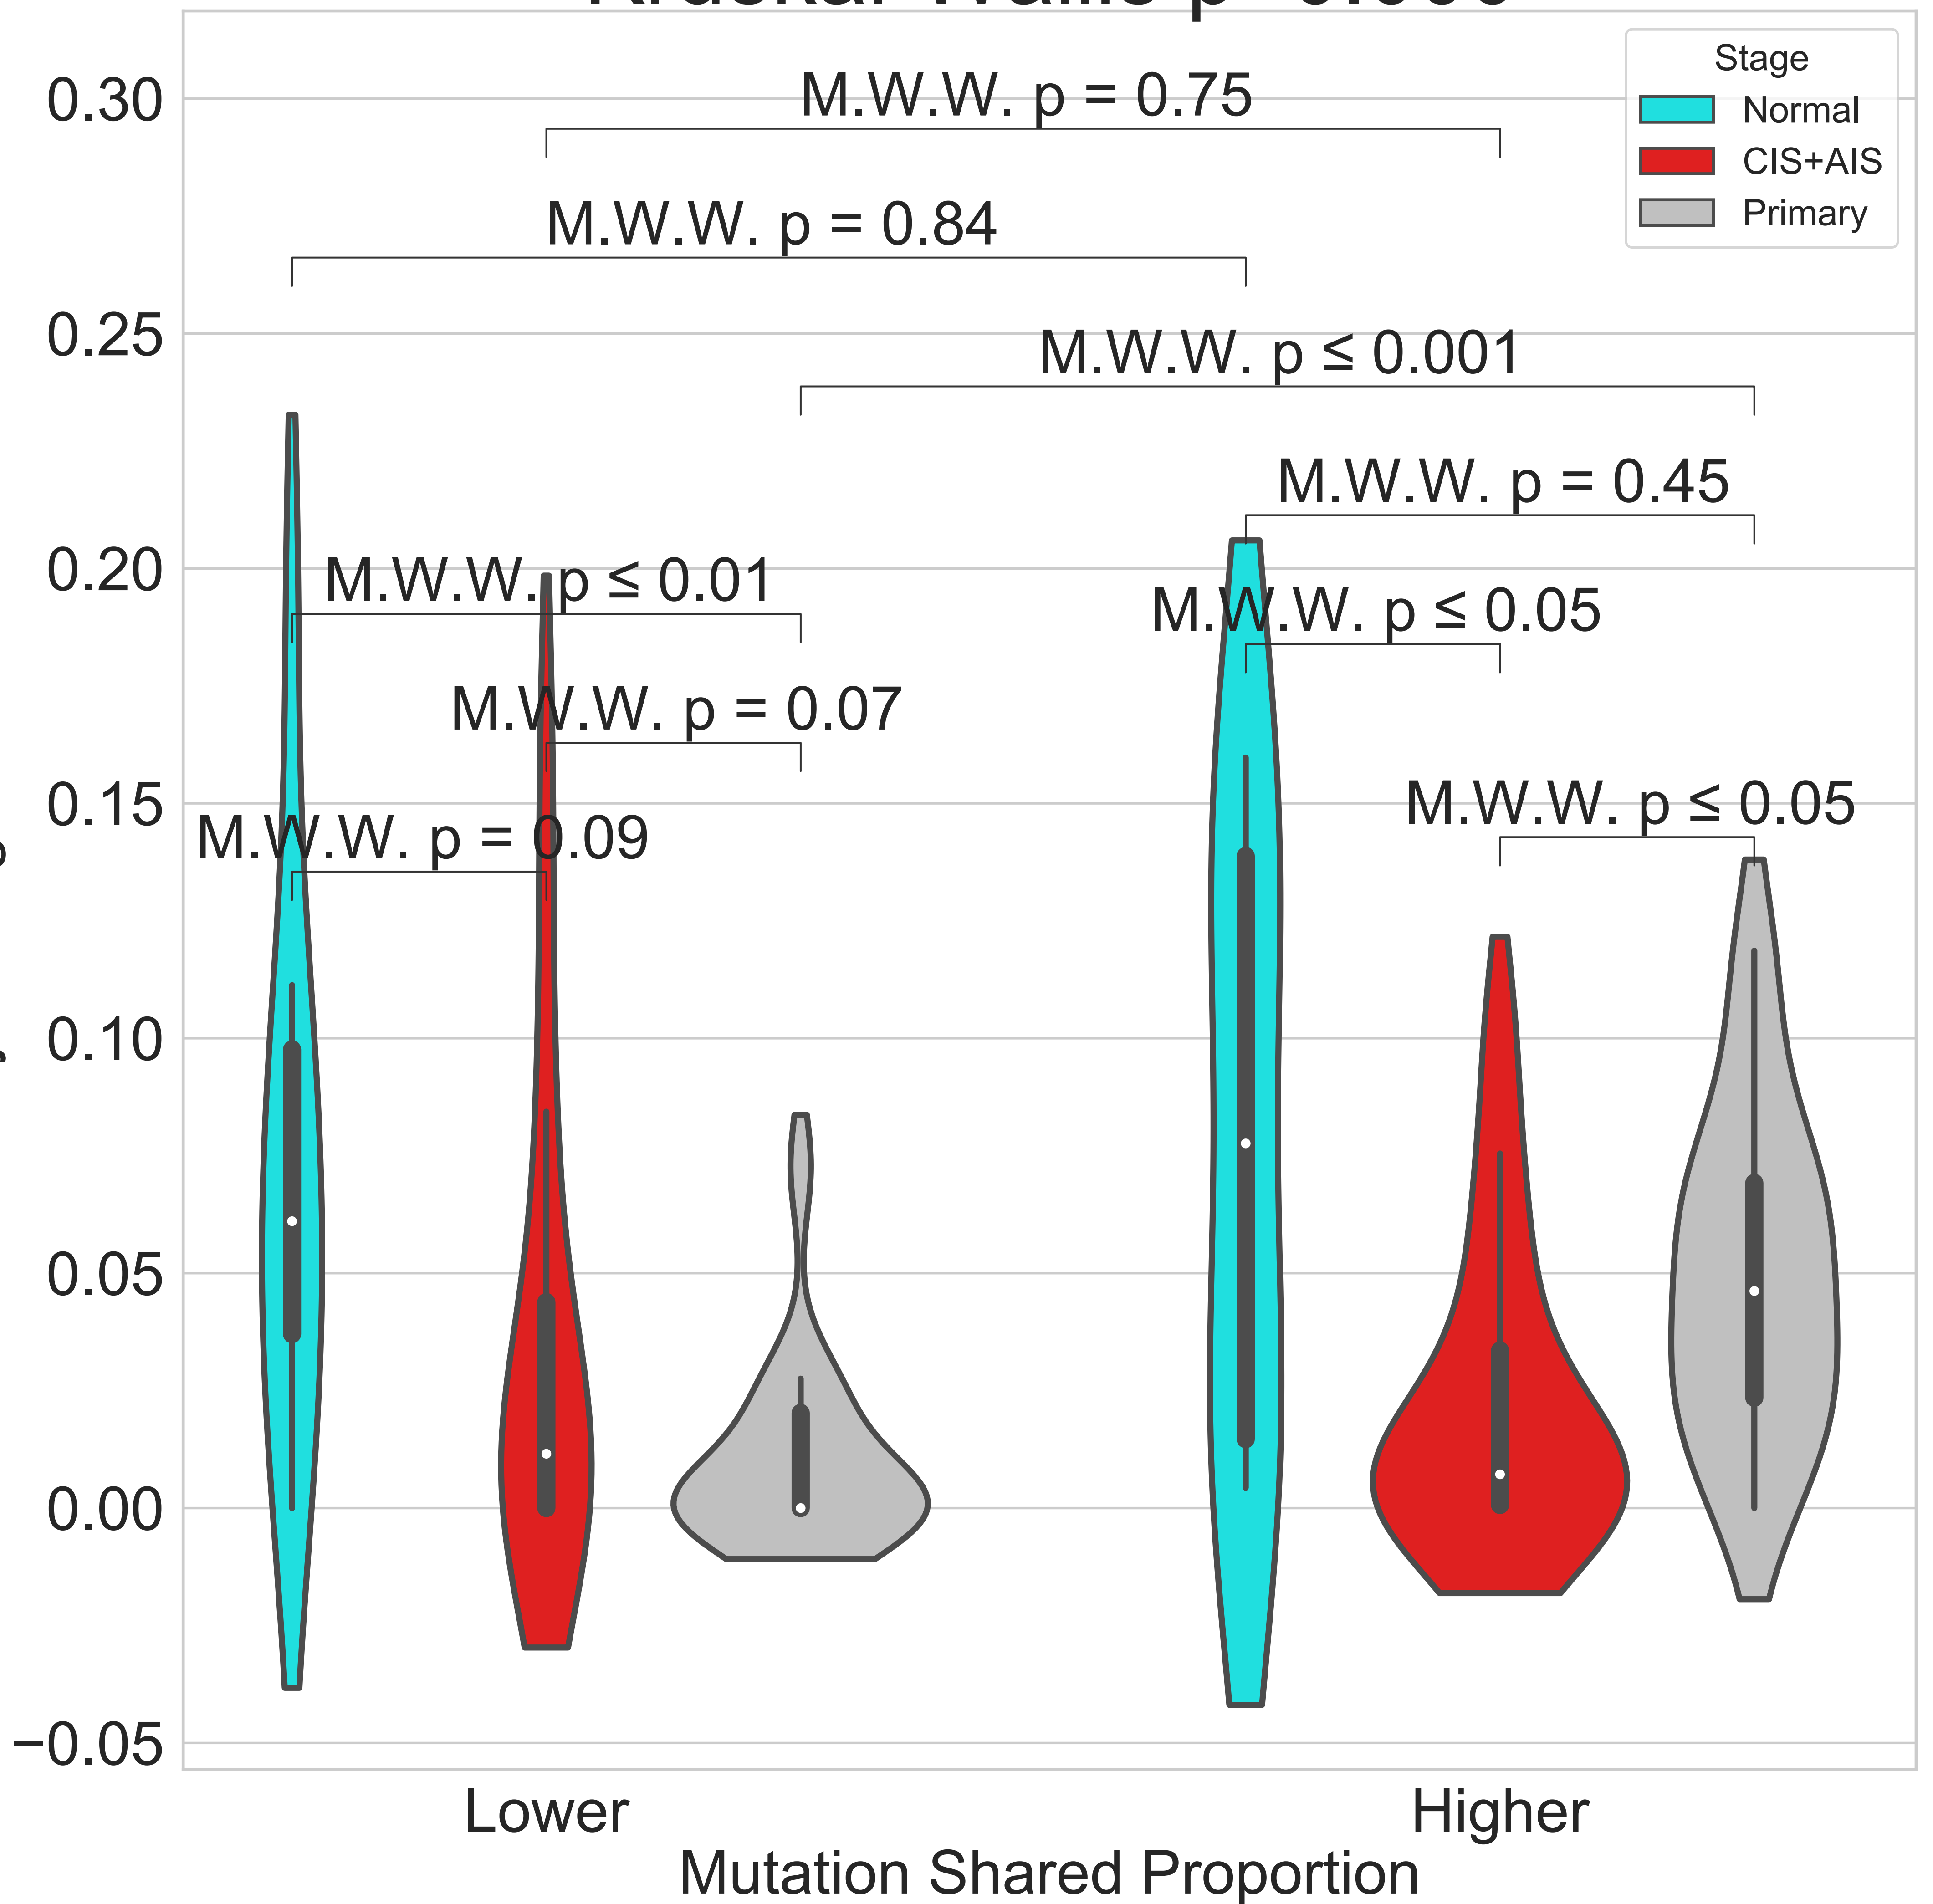 Stage
Normal
CIS+AIS
Primary
0.30
0.25
0.20
0.15
0.10
0.05
0.00
−0.05
M.W.W. p = 0.75
M.W.W. p = 0.84
M.W.W. p ≤ 0.001
M.W.W. p = 0.45
M.W.W. p ≤ 0.01
M.W.W. p ≤ 0.05
M.W.W. p = 0.07
M.W.W. p ≤ 0.05
M.W.W. p = 0.09
Lower
Higher
Mutation Shared Proportion